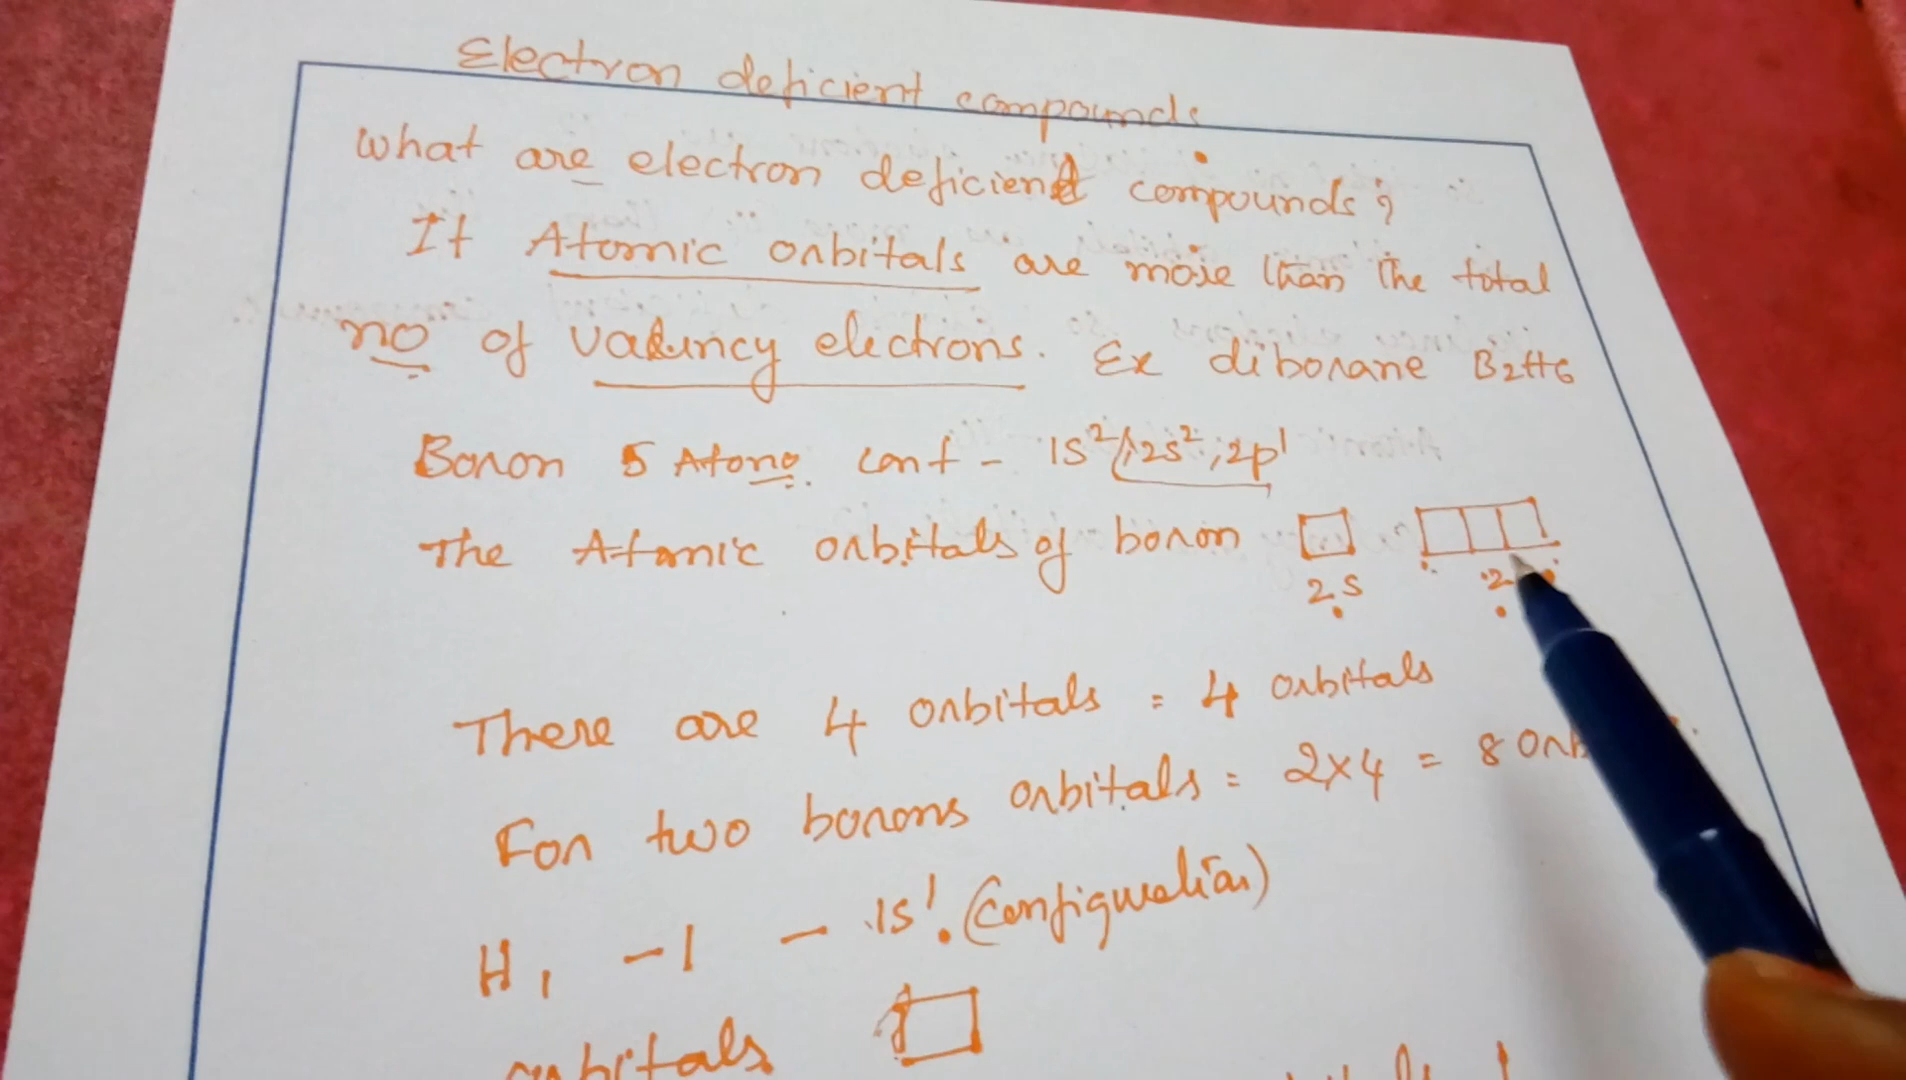 Electron deficient compounds
What are electron deficient compounds?
If Atomic orbitals are more than the total
no of valency electrons. Ex diborane B2H6
Boron 5 Atono conf - 1s² 2s², 2p¹
The Atomic orbitals of boron
2s
There are 4 orbitals = 4 orbitals
For two borons orbitals = 2x4 = 8
H1 - 1 - 1s¹. (Configuration)
orbitals